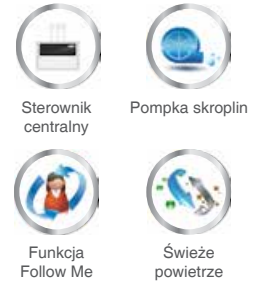 Sterownik
centralny
Pompka skroplin
Funkcja
Follow Me
Świeże
powietrze